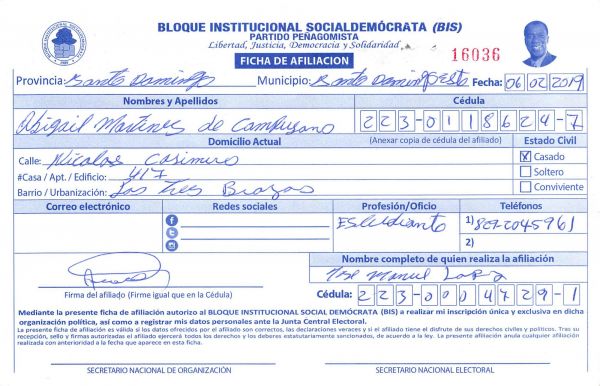 BLOQUE INSTITUCIONAL SOCIALDEMÓCRATA (BIS)
PARTIDO PEÑAGOMISTA
Libertad, Justicia, Democracia y Solidaridad
FICHA DE AFILIACION
16036
Provincia: Santo Domingo Municipio: Santo Domingo Este Fecha: 06 02 2019
Nombres y Apellidos Cédula
Abigail Martinez de Campusano 223-0118624-7
Domicilio Actual (Anexar copia de cédula del afiliado) Estado Civil
Calle: Nicolas Casimiro X Casado
#Casa / Apt. / Edificio: 417 Soltero
Barrio / Urbanización: Los Tres Brazos Conviviente
Correo electrónico Redes sociales Profesión/Oficio Teléfonos
Estudiante 1) 8092045961
2)
Nombre completo de quien realiza la afiliación
Jose Manuel
Firma del afiliado (Firme igual que en la Cédula) Cédula: 223-0004729-1
Mediante la presente ficha de afiliación autorizo al BLOQUE INSTITUCIONAL SOCIAL DEMÓCRATA (BIS) a realizar mi inscripción única y exclusiva en dicha
organización política, así como a registrar mis datos personales ante la Junta Central Electoral.
La presente ficha de afiliación es válida si los datos ofrecidos por el afiliado son correctos, las declaraciones veraces y si el afiliado tiene el disfrute de sus derechos civiles y políticos. Tras su
recepción, sello y firmas autorizadas el afiliado ejercerá todos los derechos y los deberes estatutariamente sancionados, de acuerdo a la ley. La presente afiliación anula cualquier afiliación
realizada con anterioridad a la fecha que aparece en esta ficha.
SECRETARIO NACIONAL DE ORGANIZACIÓN SECRETARIO NACIONAL ELECTORAL